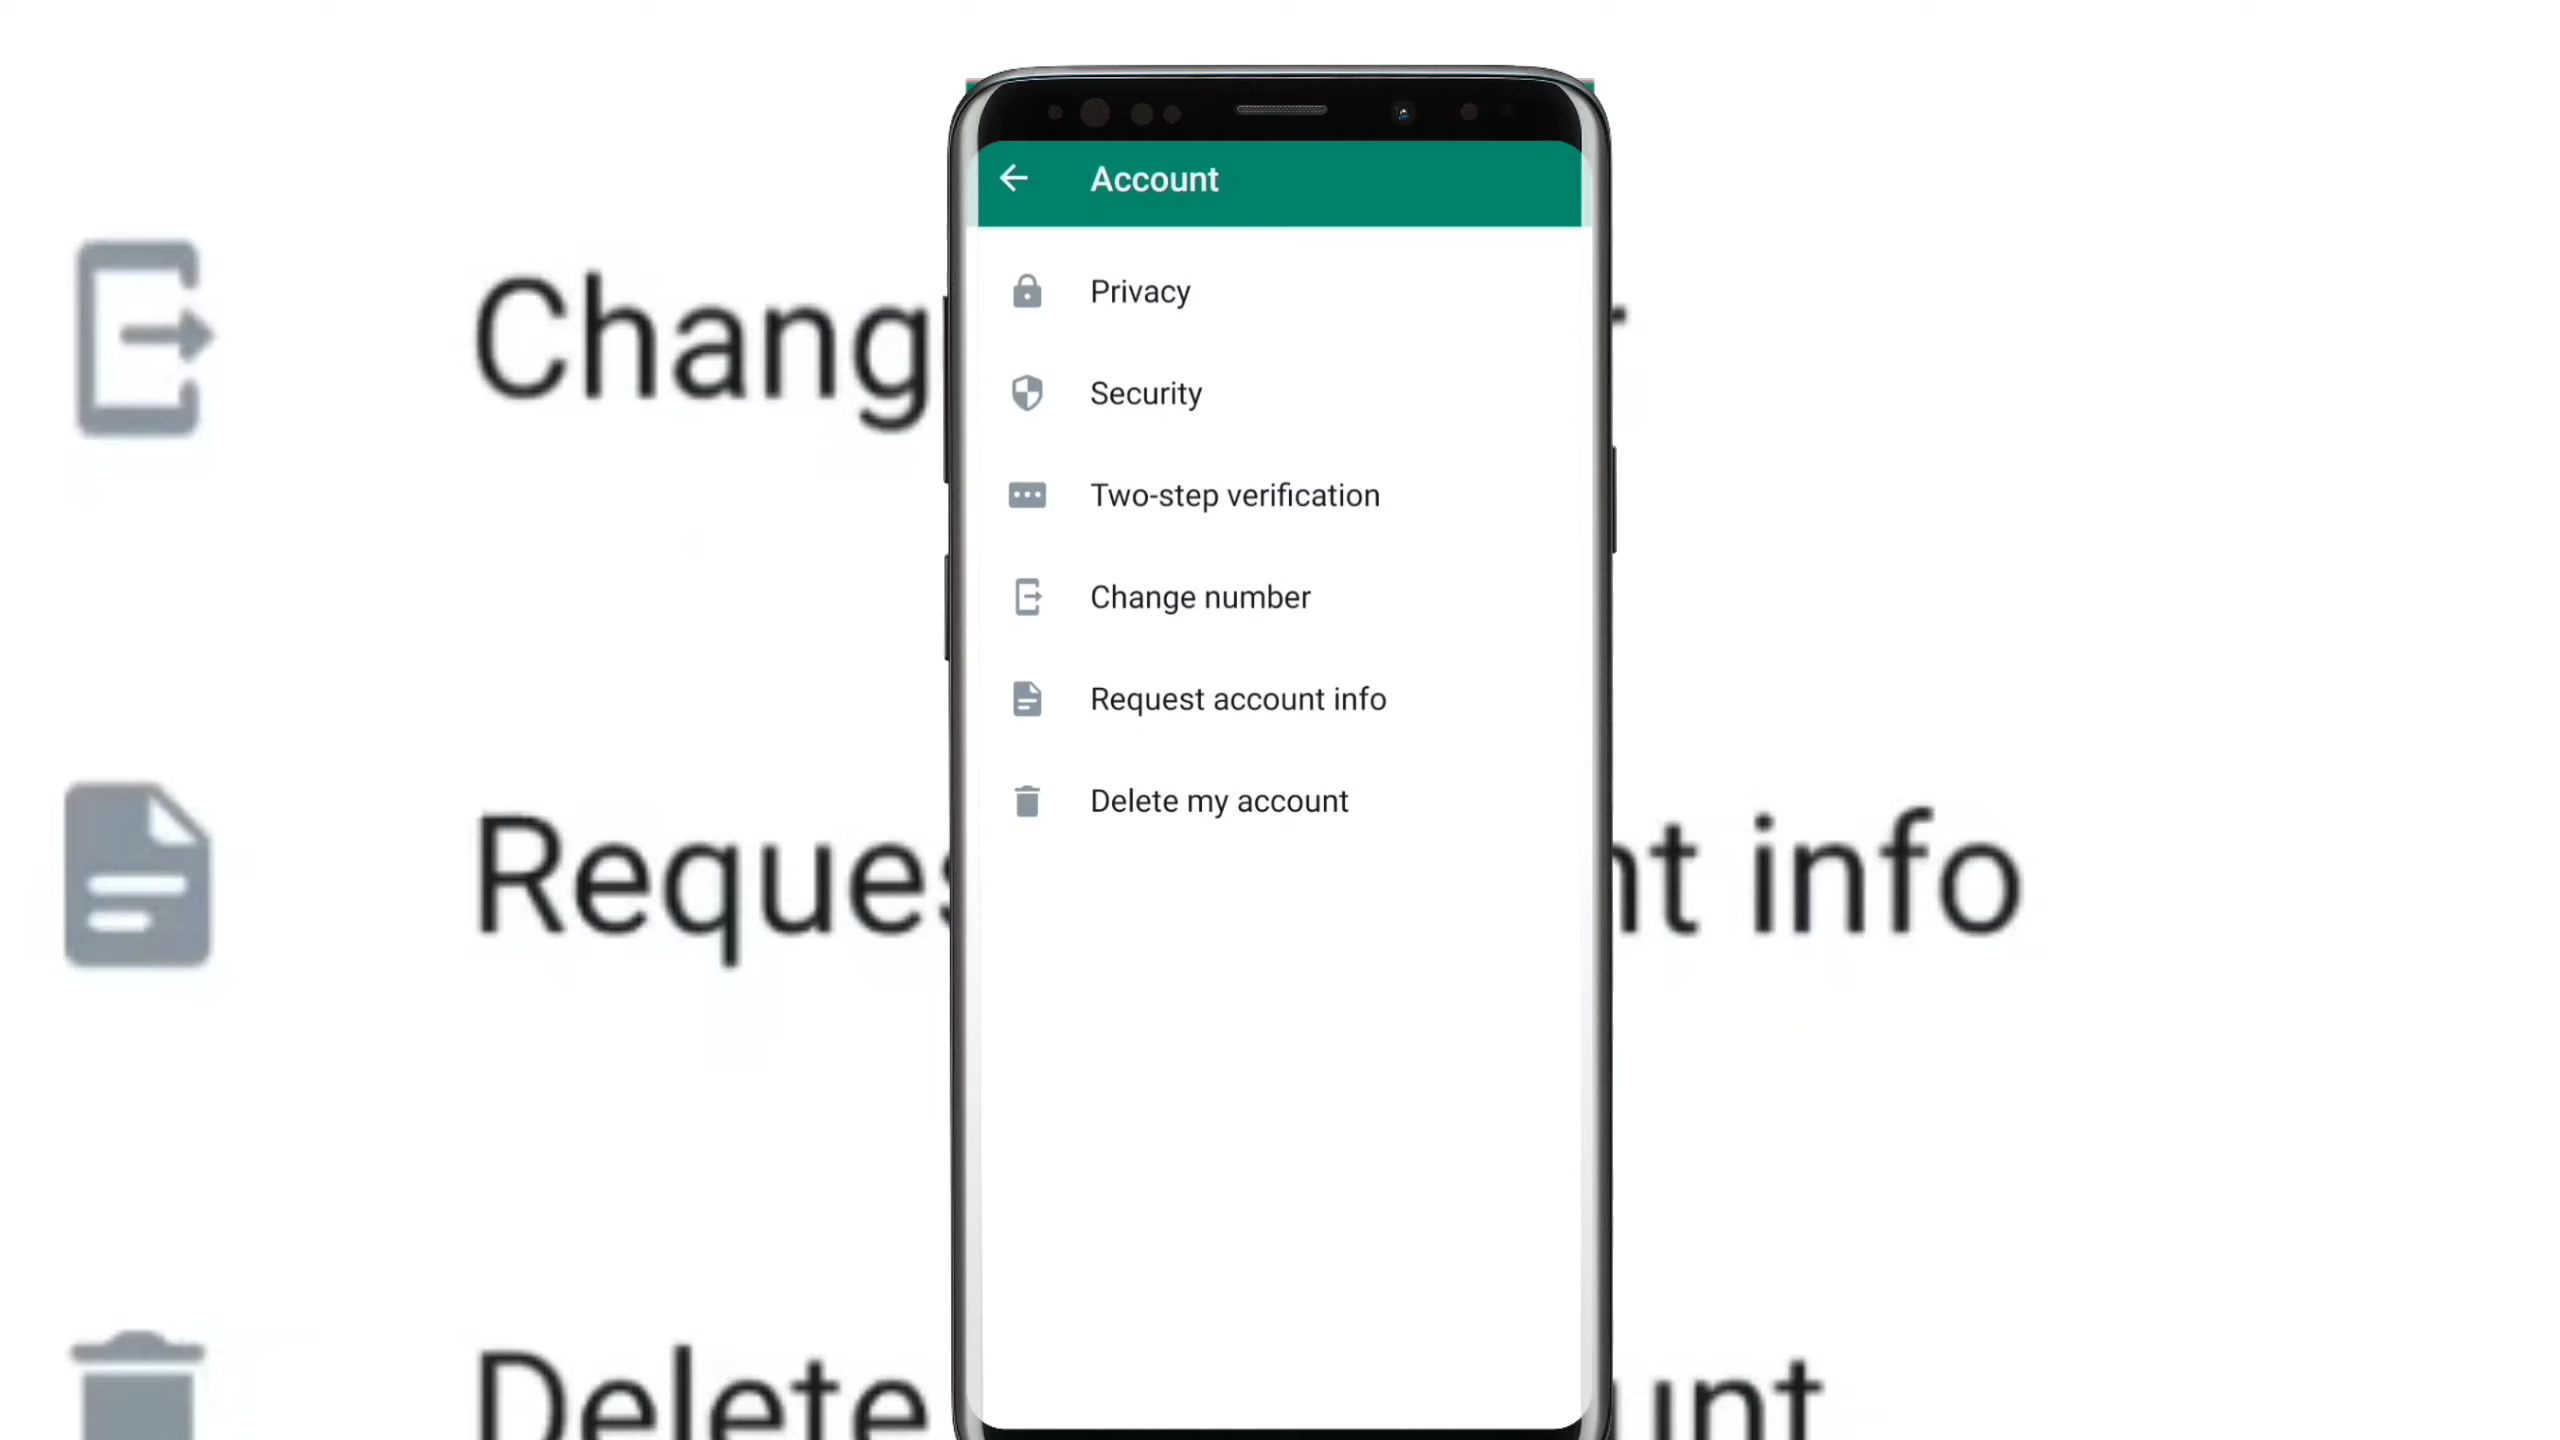 Account
Privacy
Security
Two-step verification
Change number
Request account info
Delete my account
Chang
Reques
nt info
Delete
unt